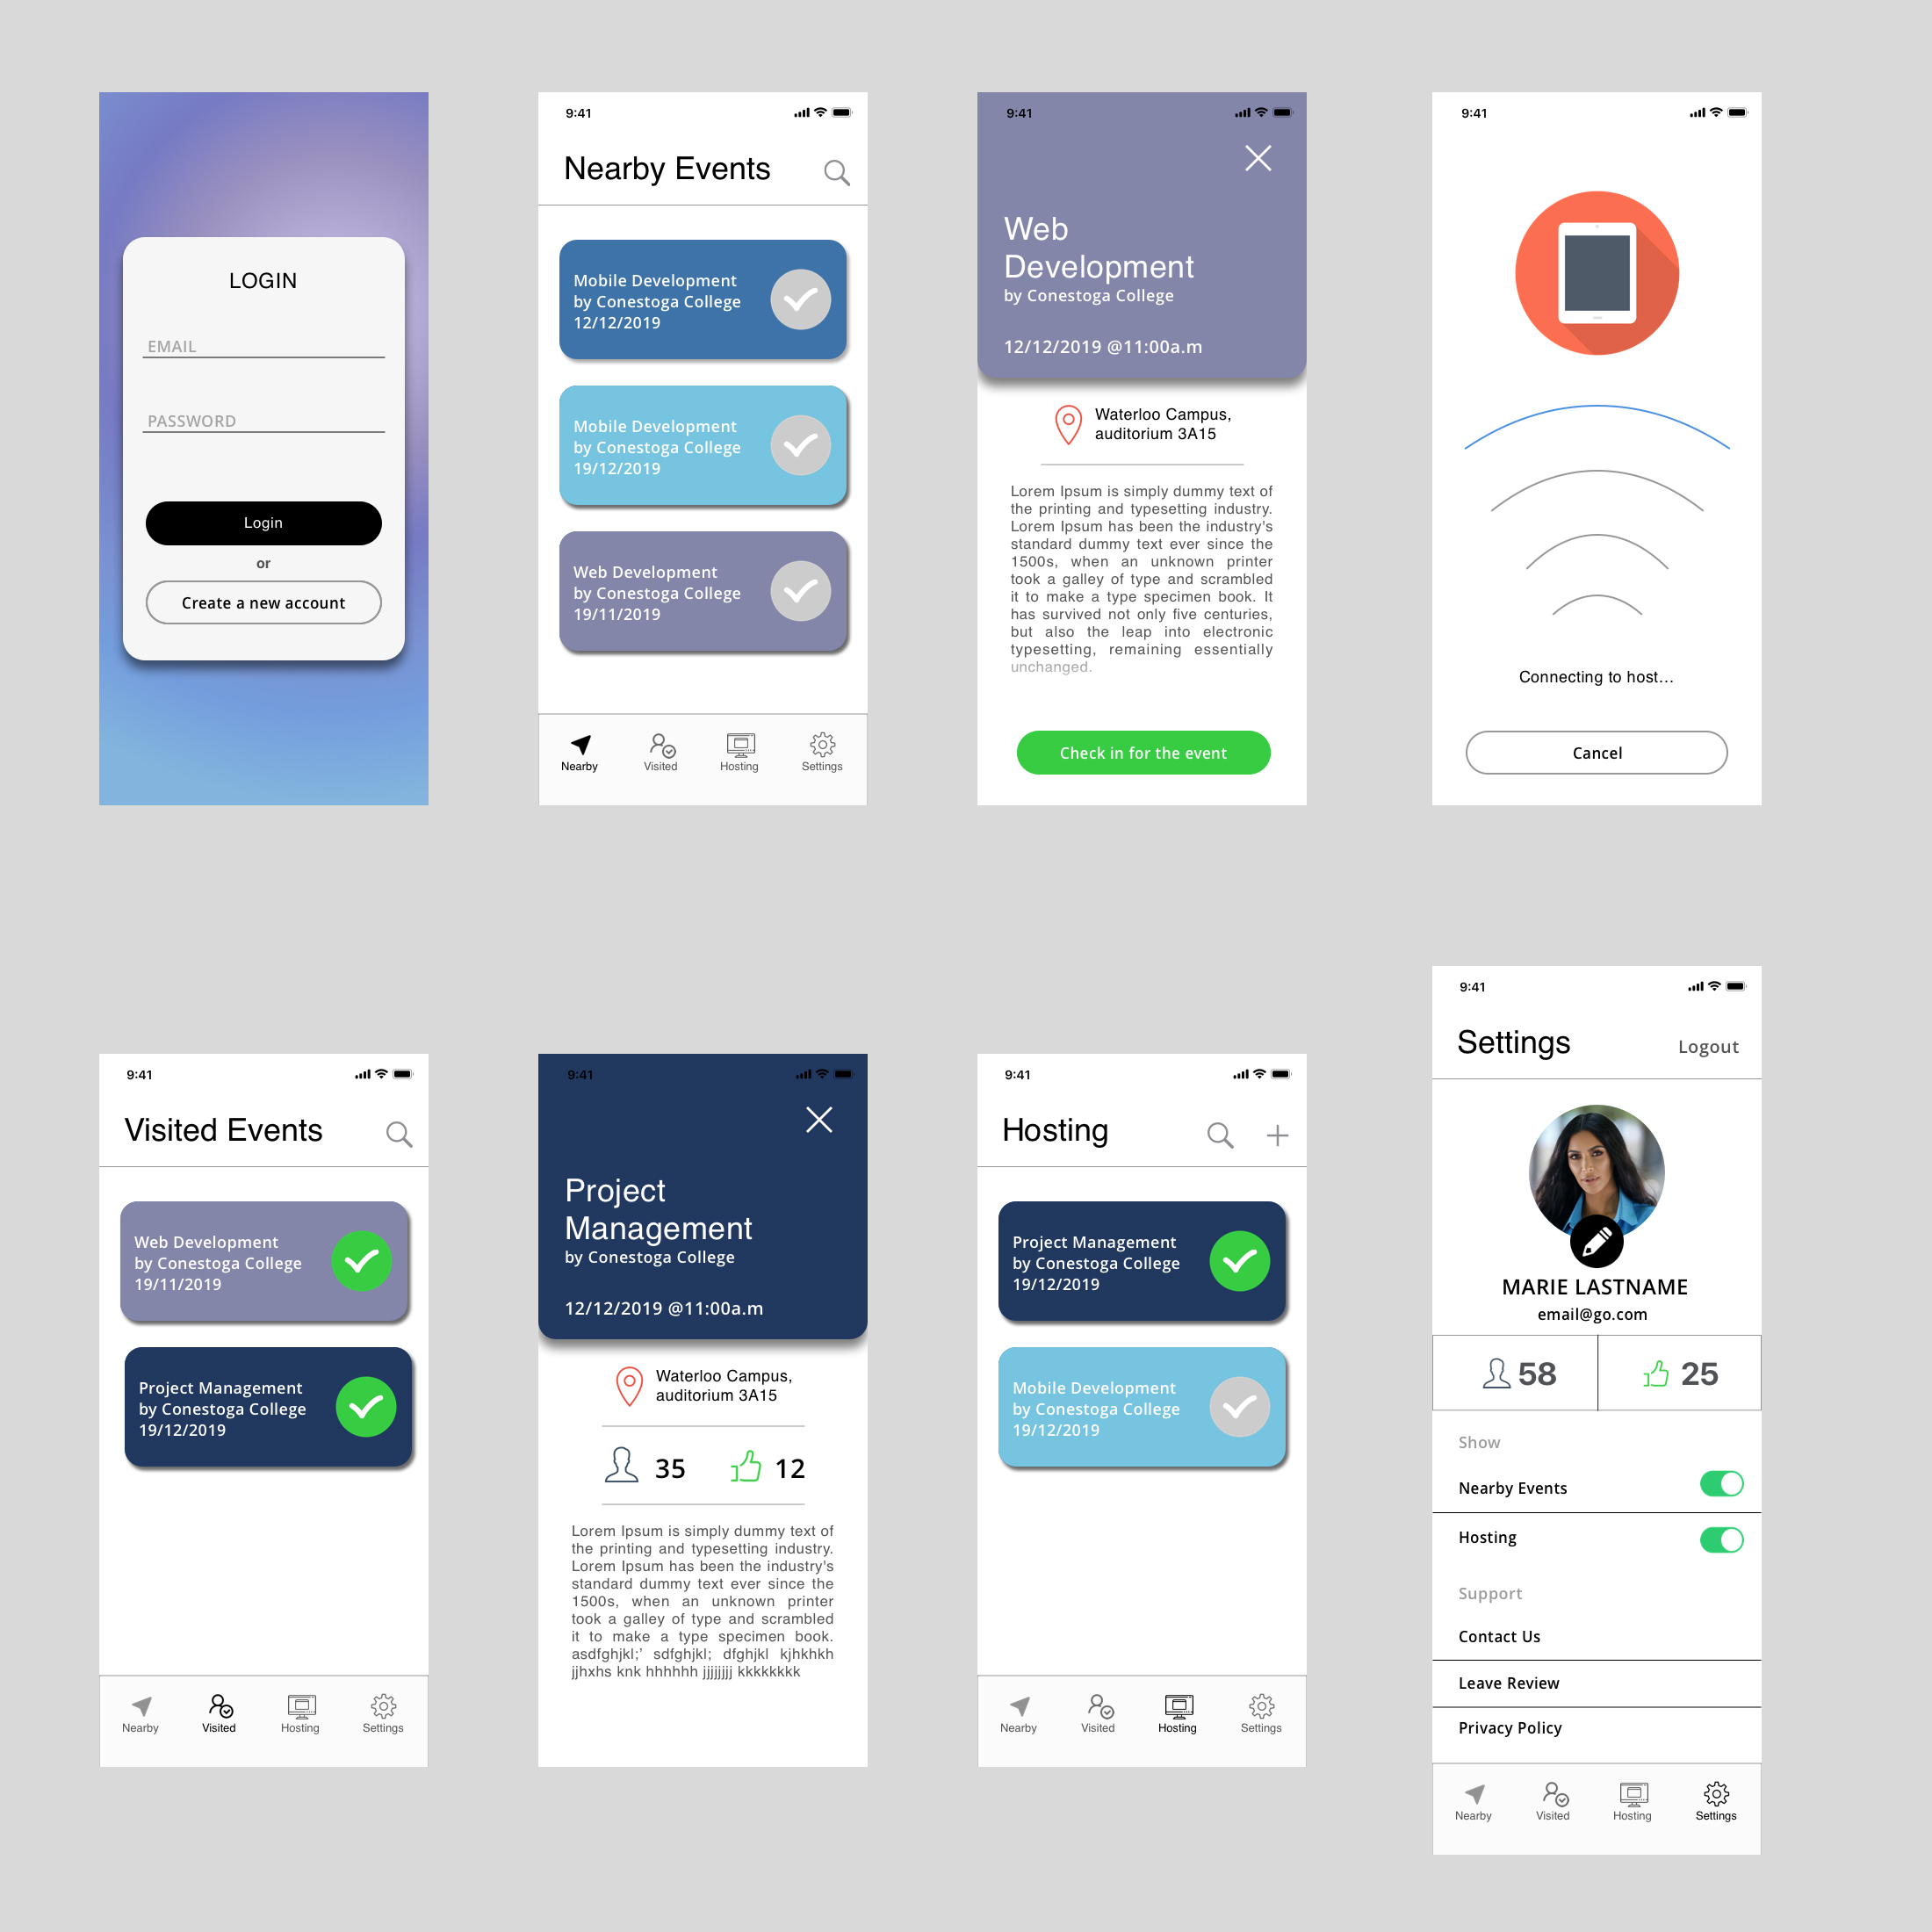 LOGIN
EMAIL
PASSWORD
Login
or
Create a new account
9:41
Nearby Events
Mobile Development
by Conestoga College
12/12/2019
Mobile Development
by Conestoga College
19/12/2019
Web Development
by Conestoga College
19/11/2019
Nearby
Visited
Hosting
Settings
9:41
Web
Development
by Conestoga College
12/12/2019 @11:00a.m
Waterloo Campus,
auditorium 3A15
Lorem Ipsum is simply dummy text of
the printing and typesetting industry.
Lorem Ipsum has been the industry's
standard dummy text ever since the
1500s, when an unknown printer
took a galley of type and scrambled
it to make a type specimen book. It
has survived not only five centuries,
but also the leap into electronic
typesetting, remaining essentially
unchanged.
Check in for the event
9:41
Connecting to host...
Cancel
9:41
Visited Events
Web Development
by Conestoga College
19/11/2019
Project Management
by Conestoga College
19/12/2019
Nearby
Visited
Hosting
Settings
9:41
Project
Management
by Conestoga College
12/12/2019 @11:00a.m
Waterloo Campus,
auditorium 3A15
35
12
Lorem Ipsum is simply dummy text of
the printing and typesetting industry.
Lorem Ipsum has been the industry's
standard dummy text ever since the
1500s, when an unknown printer
took a galley of type and scrambled
it to make a type specimen book.
asdfghjkl;' sdfghjkl; dfghjkl kjhkhkh
jjhxhs knk hhhhhh jjjjjjjj kkkkkkkk
9:41
Hosting
Project Management
by Conestoga College
19/12/2019
Mobile Development
by Conestoga College
19/12/2019
Nearby
Visited
Hosting
Settings
9:41
Settings
Logout
MARIE LASTNAME
email@go.com
58
25
Show
Nearby Events
Hosting
Support
Contact Us
Leave Review
Privacy Policy
Nearby
Visited
Hosting
Settings